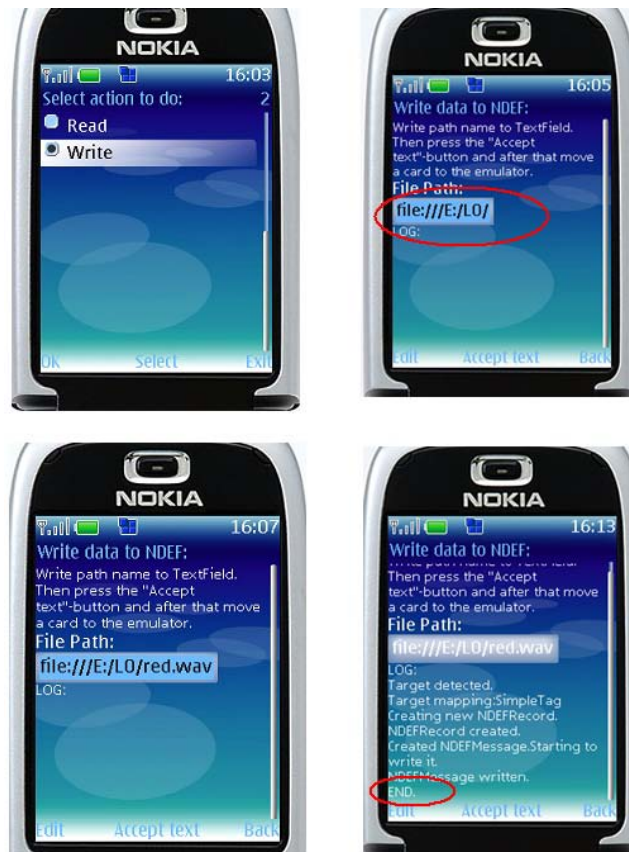 NOKIA
16:03
Select action to do: 2
Read
Write
OK Select Exit
NOKIA
16:05
Write data to NDEF:
Write path name to TextField.
Then press the "Accept
text"-button and after that move
a card to the emulator.
File Path:
file:///E:/LO/
LOG:
Edit Accept text Back
NOKIA
16:07
Write data to NDEF:
Write path name to TextField.
Then press the "Accept
text"-button and after that move
a card to the emulator.
File Path:
file:///E:/LO/red.wav
LOG:
Edit Accept text Back
NOKIA
16:13
Write data to NDEF:
Write path name to TextField.
Then press the "Accept
text"-button and after that move
a card to the emulator.
File Path:
file:///E:/LO/red.wav
LOG:
Target detected.
Target mapping:SimpleTag
Creating new NDEFRecord.
NDEFRecord created.
Created NDEFMessage.Starting to
write it.
NDEFMessage written.
END.
Edit Accept text Back